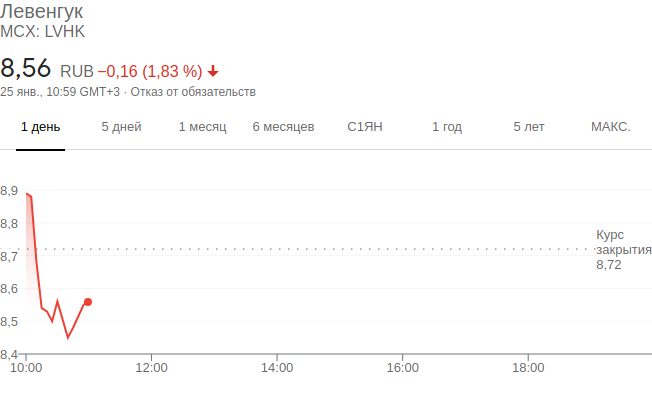 Левенгук
MCX: LVHK
8,56 RUB −0,16 (1,83 %)
25 янв., 10:59 GMT+3 · Отказ от обязательств
1 день 5 дней 1 месяц 6 месяцев С1ЯН 1 год 5 лет МАКС.
8,9
8,8
8,7
8,6
8,5
8,4
Курс
закрытия
8,72
10:00 12:00 14:00 16:00 18:00